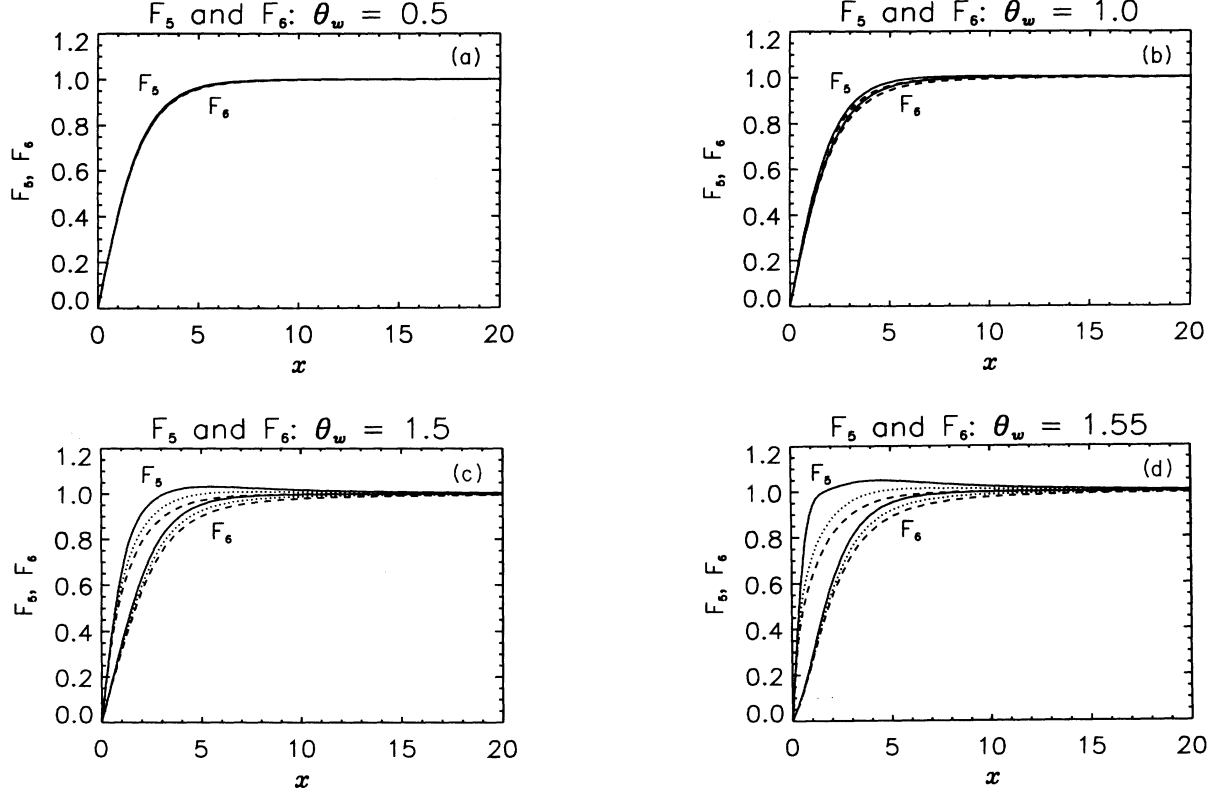 F₅ and F₆: θ_w = 0.5
(a)
F₅
F₆
F₅, F₆
1.2
1.0
0.8
0.6
0.4
0.2
0.0
0 5 10 15 20
x
F₅ and F₆: θ_w = 1.0
(b)
F₅
F₆
F₅, F₆
1.2
1.0
0.8
0.6
0.4
0.2
0.0
0 5 10 15 20
x
F₅ and F₆: θ_w = 1.5
(c)
F₅
F₆
F₅, F₆
1.2
1.0
0.8
0.6
0.4
0.2
0.0
0 5 10 15 20
x
F₅ and F₆: θ_w = 1.55
(d)
F₅
F₆
F₅, F₆
1.2
1.0
0.8
0.6
0.4
0.2
0.0
0 5 10 15 20
x